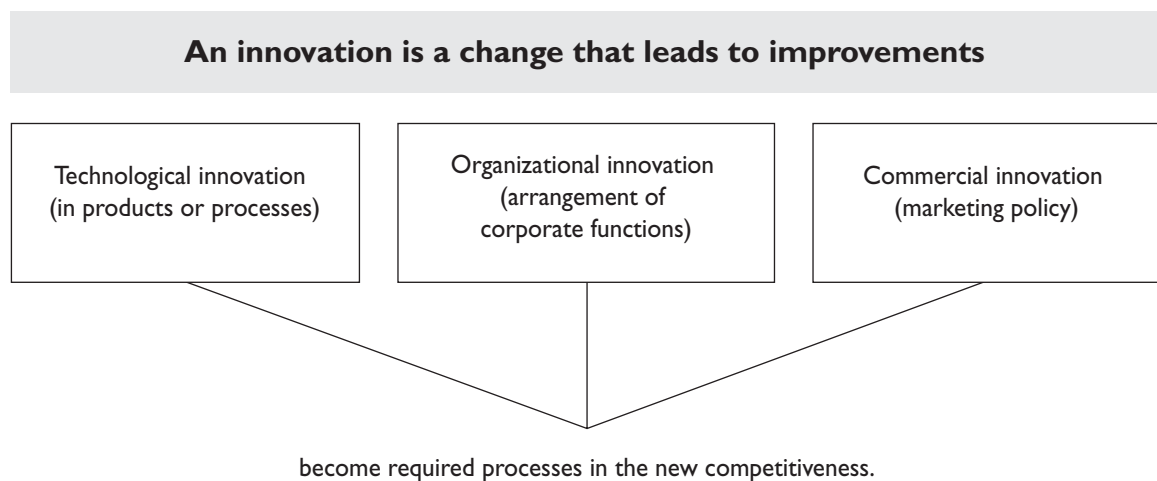 An innovation is a change that leads to improvements
Technological innovation
(in products or processes)
Organizational innovation
(arrangement of
corporate functions)
Commercial innovation
(marketing policy)
become required processes in the new competitiveness.